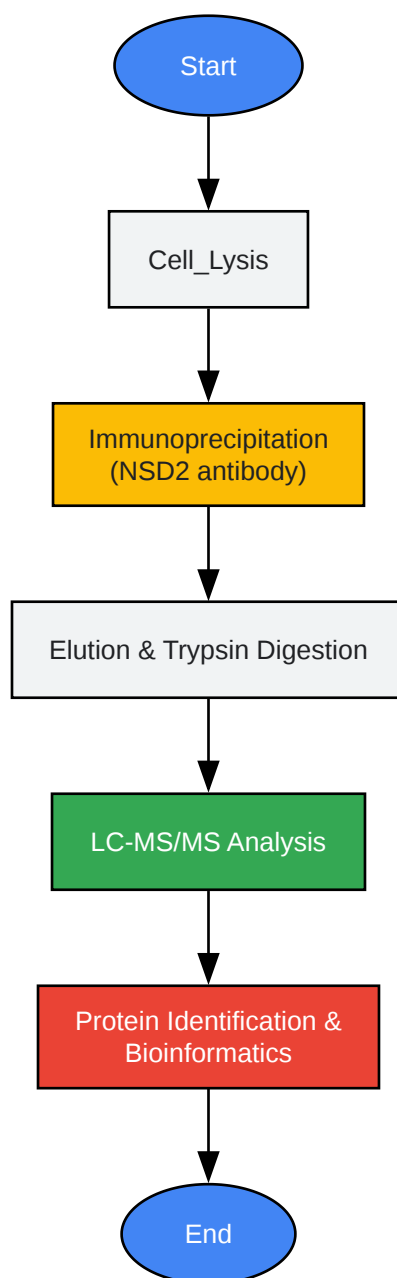 Start
Cell_Lysis
Immunoprecipitation
(NSD2 antibody)
Elution & Trypsin Digestion
LC-MS/MS Analysis
Protein Identification &
Bioinformatics
End